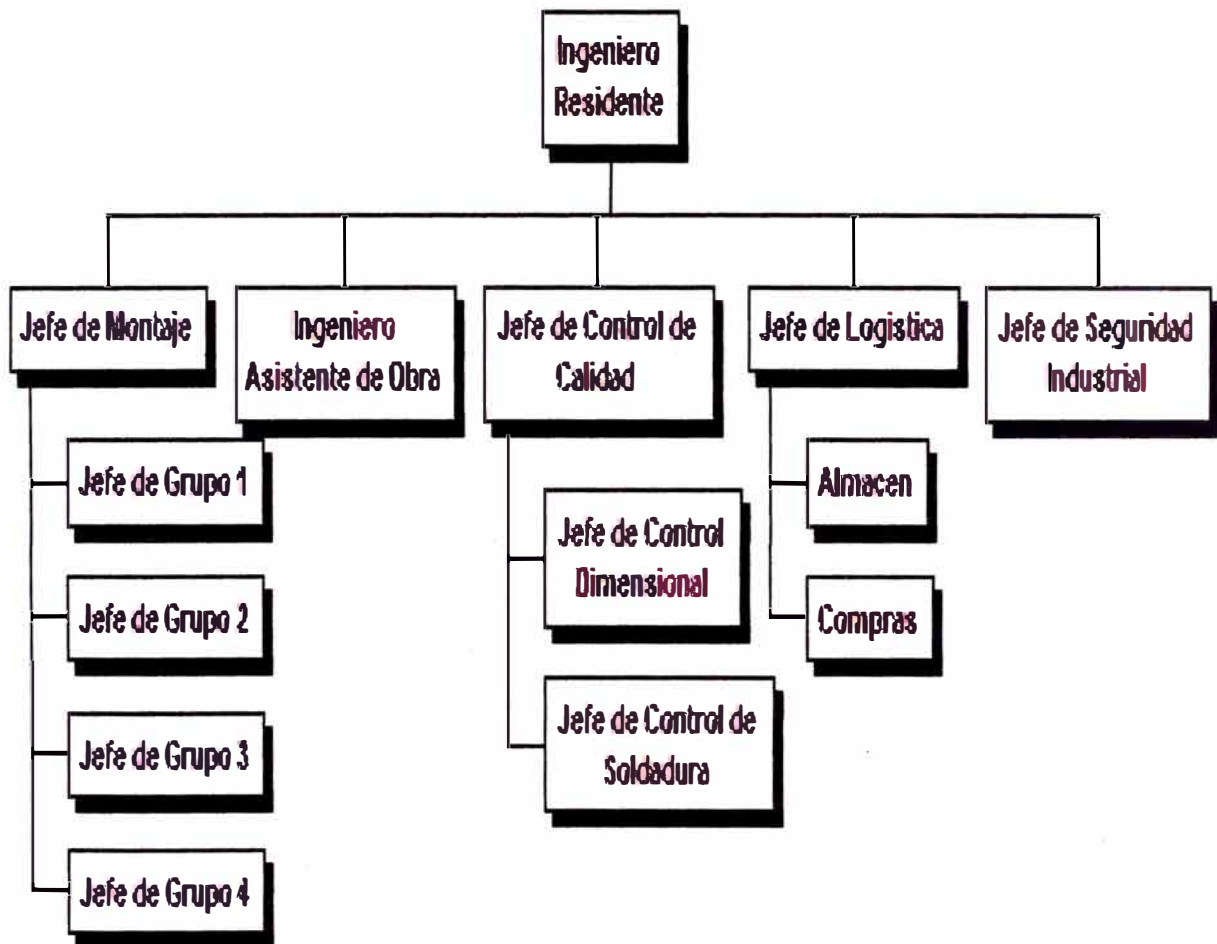 Ingeniero
Residente
Jefe de Montaje
Ingeniero
Asistente de Obra
Jefe de Control de
Calidad
Jefe de Logistica
Jefe de Seguridad
Industrial
Jefe de Grupo 1
Jefe de Grupo 2
Jefe de Grupo 3
Jefe de Grupo 4
Jefe de Control
Dimensional
Jefe de Control de
Soldadura
Almacen
Compras